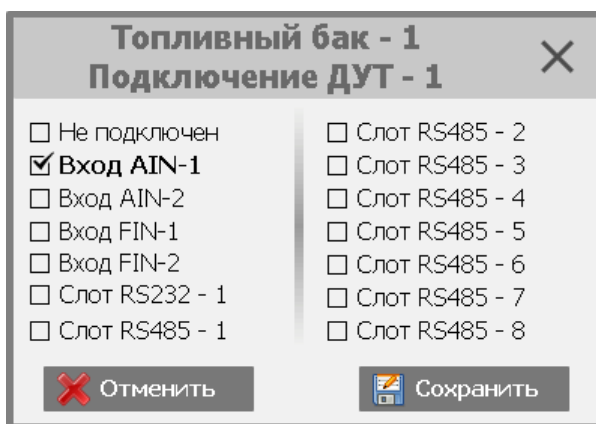 Топливный бак - 1
Подключение ДУТ - 1
Не подключен
Вход AIN-1
Вход AIN-2
Вход FIN-1
Вход FIN-2
Слот RS232 - 1
Слот RS485 - 1
Слот RS485 - 2
Слот RS485 - 3
Слот RS485 - 4
Слот RS485 - 5
Слот RS485 - 6
Слот RS485 - 7
Слот RS485 - 8
Отменить
Сохранить